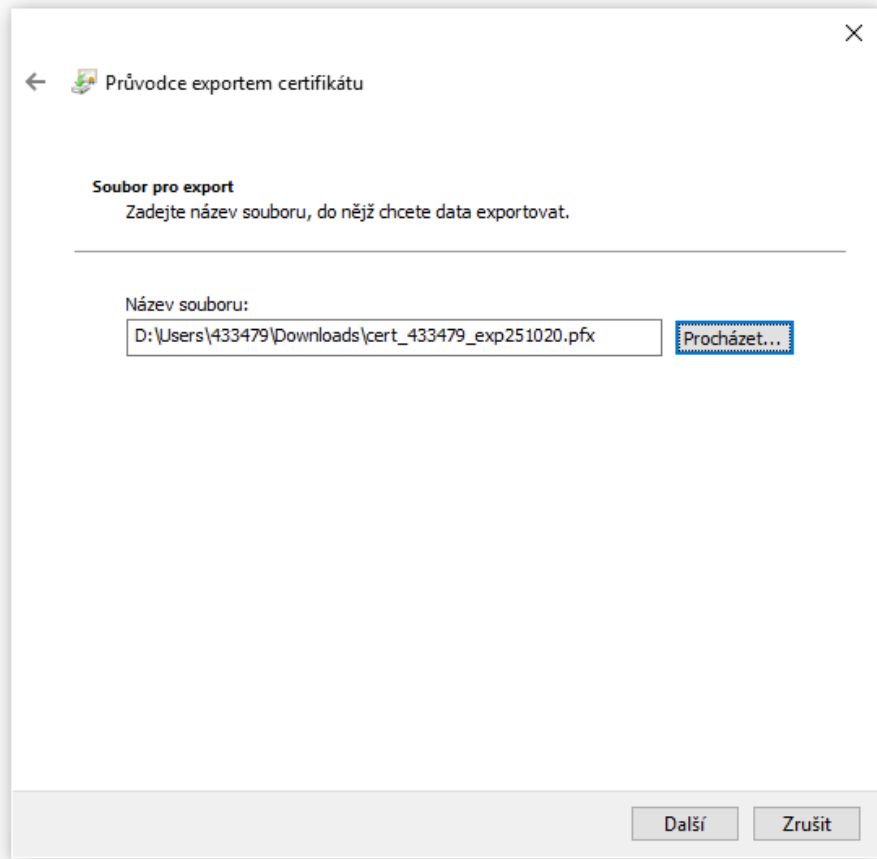 Průvodce exportem certifikátu
Soubor pro export
Zadejte název souboru, do nějž chcete data exportovat.
Název souboru:
D:\Users\433479\Downloads\cert_433479_exp251020.pfx
Procházet...
Další
Zrušit